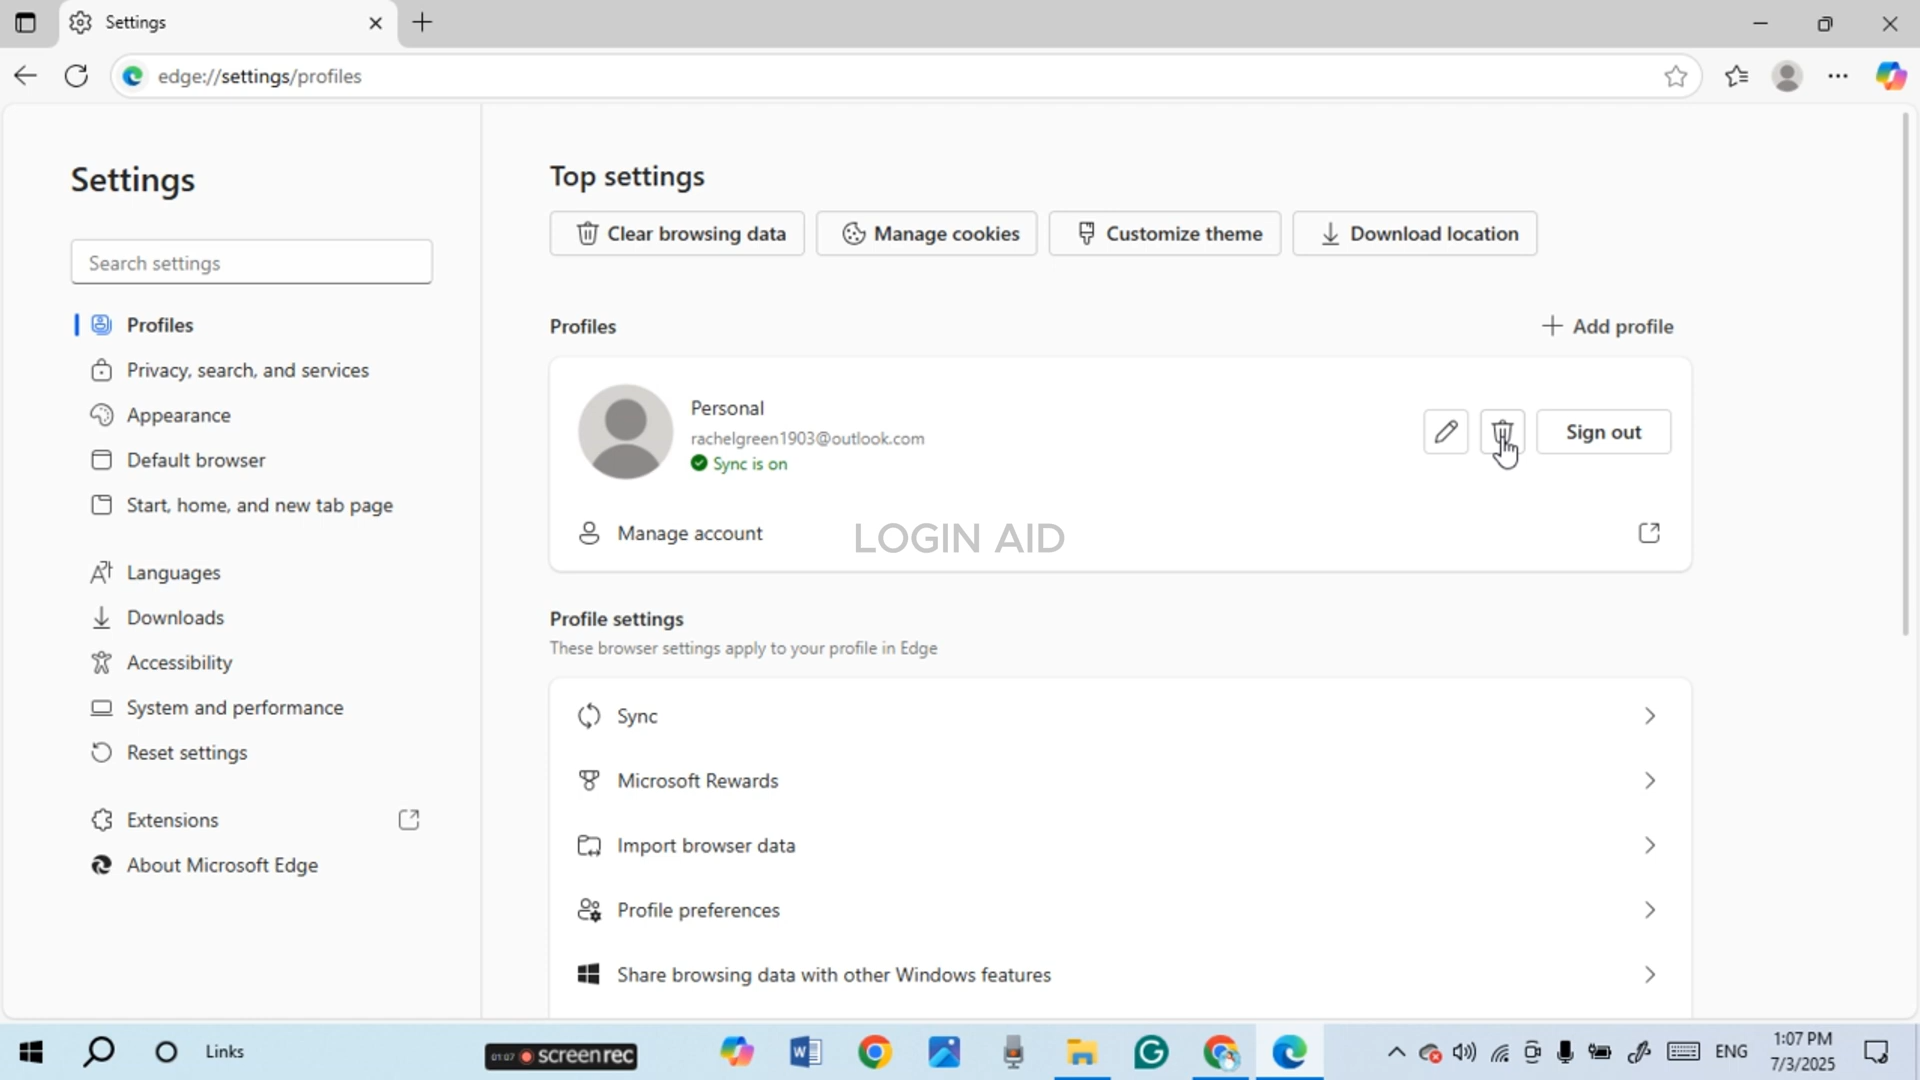 Settings
edge://settings/profiles
Settings
Search settings
Profiles
Privacy, search, and services
Appearance
Default browser
Start, home, and new tab page
Languages
Downloads
Accessibility
System and performance
Reset settings
Extensions
About Microsoft Edge
Top settings
Clear browsing data
Manage cookies
Customize theme
Download location
Profiles
Add profile
Personal
rachelgreen1903@outlook.com
Sync is on
Sign out
Manage account
LOGIN AID
Profile settings
These browser settings apply to your profile in Edge
Sync
Microsoft Rewards
Import browser data
Profile preferences
Share browsing data with other Windows features
Links
01:07 screenrec
ENG
1:07 PM
7/3/2025